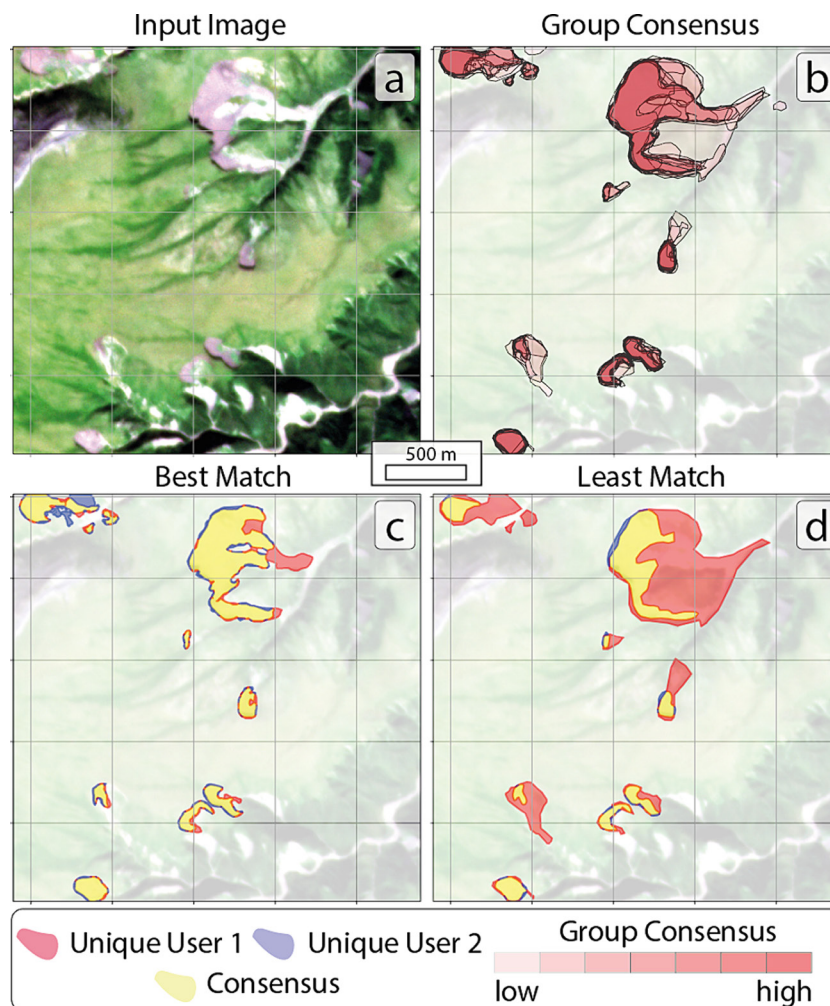 Input Image
Group Consensus
a
b
500 m
Best Match
Least Match
c
d
Unique User 1
Unique User 2
Consensus
Group Consensus
low
high